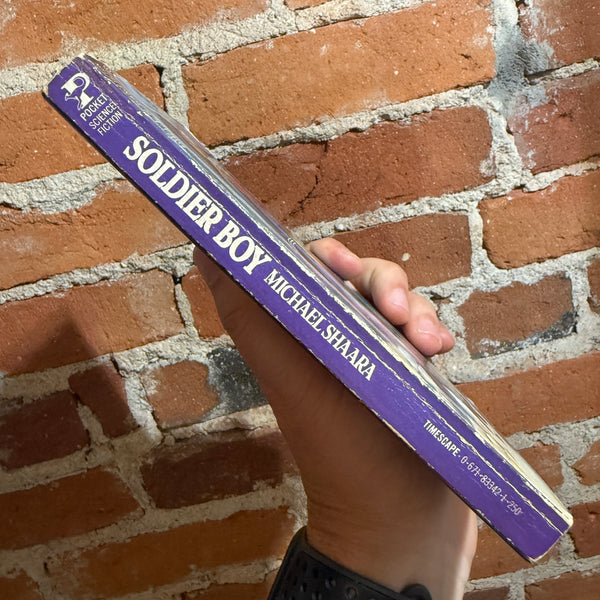 POCKET
SCIENCE
FICTION
SOLDIER BOY
MICHAEL SHAARA
TIMESCAPE · 0-671-83342-1 · 250